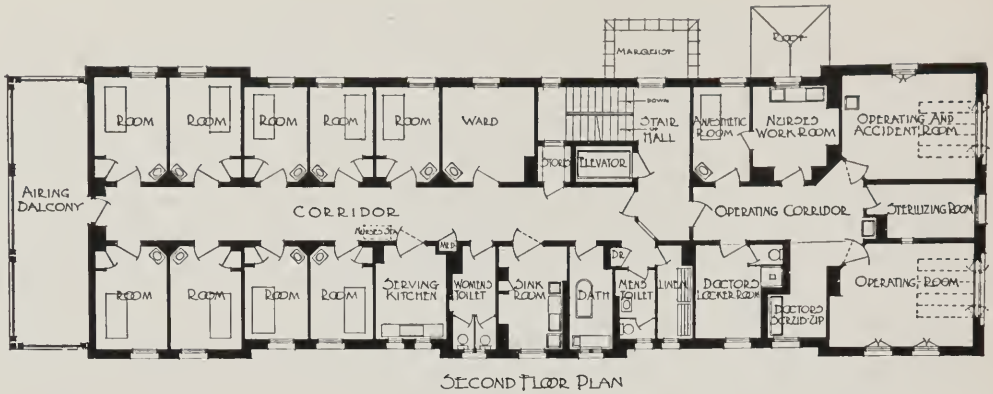 ROOF
MARQUISE
DOWN
UP
ROOM
ROOM
ROOM
ROOM
ROOM
WARD
STAIR
HALL
ANAESTHETIC
ROOM
NURSES
WORK ROOM
OPERATING AND
ACCIDENT ROOM
STORES
ELEVATOR
AIRING
BALCONY
CORRIDOR
OPERATING CORRIDOR
STERILIZING ROOM
NURSES STA.
MED
DR.
ROOM
ROOM
ROOM
ROOM
SERVING
KITCHEN
WOMENS
TOILET
SINK
ROOM
BATH
MENS
TOILET
LINEN
DOCTORS
LOCKER ROOM
DOCTORS
SCRUB-UP
OPERATING ROOM
SECOND FLOOR PLAN